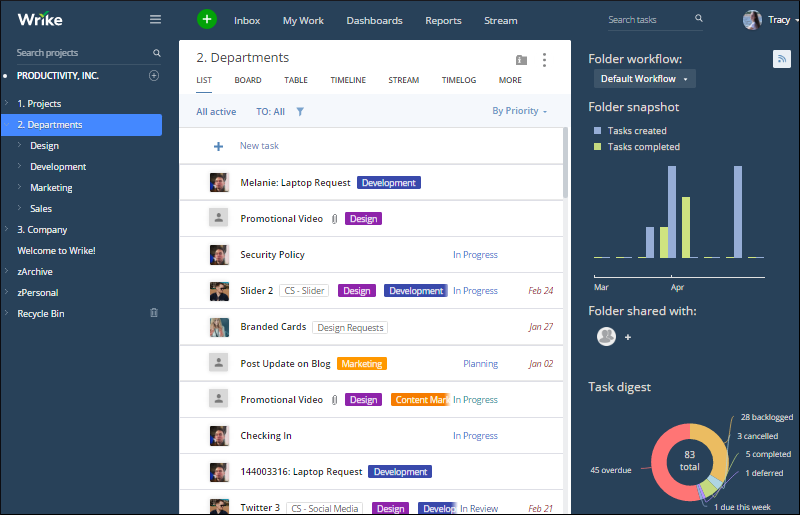 Wrike
Inbox My Work Dashboards Reports Stream
Search tasks
Tracy
Search projects
PRODUCTIVITY, INC.
1. Projects
2. Departments
Design
Development
Marketing
Sales
3. Company
Welcome to Wrike!
zArchive
zPersonal
Recycle Bin
2. Departments
LIST BOARD TABLE TIMELINE STREAM TIMELOG MORE
All active TO: All By Priority
New task
Melanie: Laptop Request Development
Promotional Video Design
Security Policy In Progress
Slider 2 CS - Slider Design Development In Progress Feb 24
Branded Cards Design Requests Jan 27
Post Update on Blog Marketing Planning Jan 02
Promotional Video Design Content Mar In Progress
Checking In In Progress
144003316: Laptop Request Development
Twitter 3 CS - Social Media Design Develop In Review Feb 21
Folder workflow:
Default Workflow
Folder snapshot
Tasks created
Tasks completed
Mar Apr
Folder shared with:
Task digest
28 backlogged
3 cancelled
5 completed
1 deferred
83
total
45 overdue
1 due this week